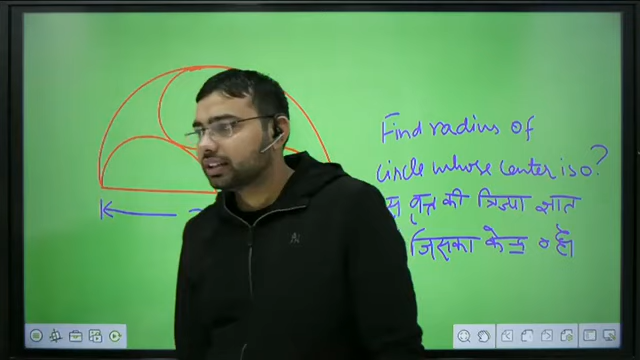 Find radius of
circle whose center is o?
वृत्त की त्रिज्या ज्ञात
जिसका केन्द्र o है।